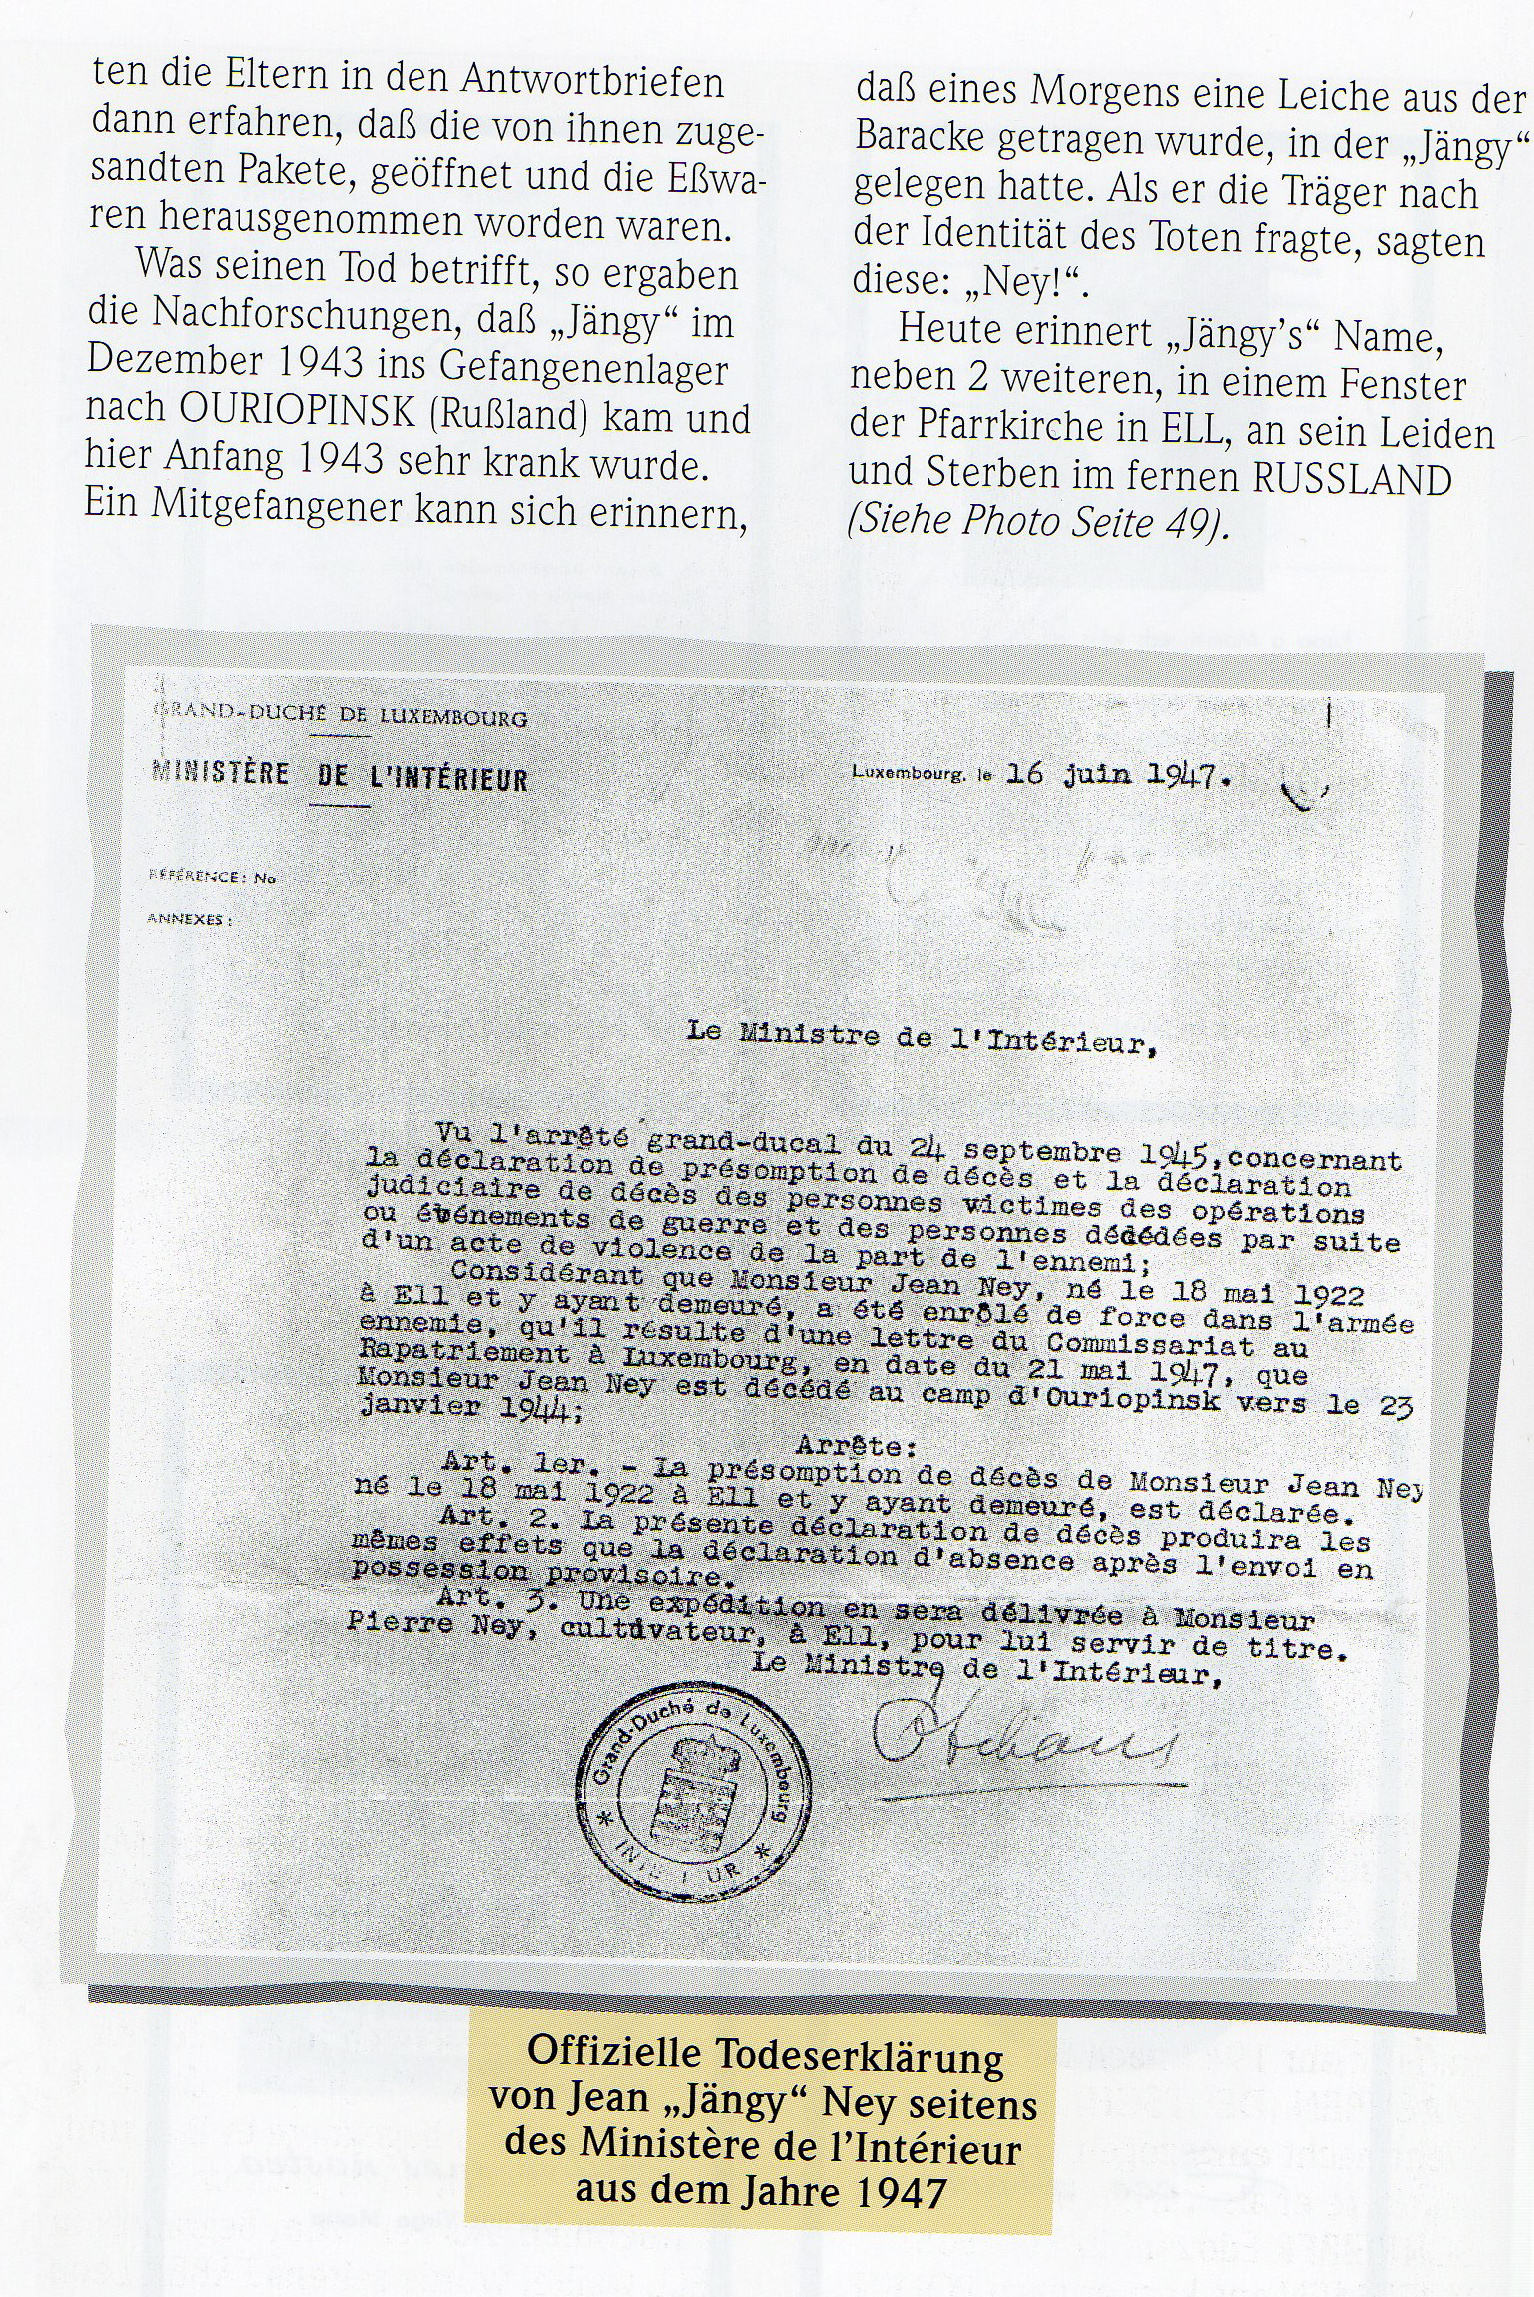 ten die Eltern in den Antwortbriefen
dann erfahren, daß die von ihnen zuge-
sandten Pakete, geöffnet und die Eßwa-
ren herausgenommen worden waren.
Was seinen Tod betrifft, so ergaben
die Nachforschungen, daß „Jängy“ im
Dezember 1943 ins Gefangenenlager
nach OURIOPINSK (Rußland) kam und
hier Anfang 1943 sehr krank wurde.
Ein Mitgefangener kann sich erinnern,
daß eines Morgens eine Leiche aus der
Baracke getragen wurde, in der „Jängy“
gelegen hatte. Als er die Träger nach
der Identität des Toten fragte, sagten
diese: „Ney!“.
Heute erinnert „Jängy’s“ Name,
neben 2 weiteren, in einem Fenster
der Pfarrkirche in ELL, an sein Leiden
und Sterben im fernen RUSSLAND
(Siehe Photo Seite 49).
GRAND-DUCHÉ DE LUXEMBOURG
MINISTÈRE DE L'INTÉRIEUR
Luxembourg, le 16 juin 1947.
RÉFÉRENCE: No
ANNEXES:
Le Ministre de l'Intérieur,
Vu l'arrêté grand-ducal du 24 septembre 1945,concernant
la déclaration de présomption de décès et la déclaration
judiciaire de décès des personnes victimes des opérations
ou événements de guerre et des personnes dédédées par suite
d'un acte de violence de la part de l'ennemi;
Considérant que Monsieur Jean Ney, né le 18 mai 1922
à Ell et y ayant demeuré, a été enrôlé de force dans l'armée
ennemie, qu'il résulte d'une lettre du Commissariat au
Rapatriement à Luxembourg, en date du 21 mai 1947, que
Monsieur Jean Ney est décédé au camp d'Ouriopinsk vers le 23
janvier 1944;
Arrête:
Art. 1er. - La présomption de décès de Monsieur Jean Ney
né le 18 mai 1922 à Ell et y ayant demeuré, est déclarée.
Art. 2. La présente déclaration de décès produira les
mêmes effets que la déclaration d'absence après l'envoi en
possession provisoire.
Art. 3. Une expédition en sera délivrée à Monsieur
Pierre Ney, cultivateur, à Ell, pour lui servir de titre.
Le Ministre de l'Intérieur,
Grand-Duché de Luxembourg
Offizielle Todeserklärung
von Jean „Jängy“ Ney seitens
des Ministère de l’Intérieur
aus dem Jahre 1947